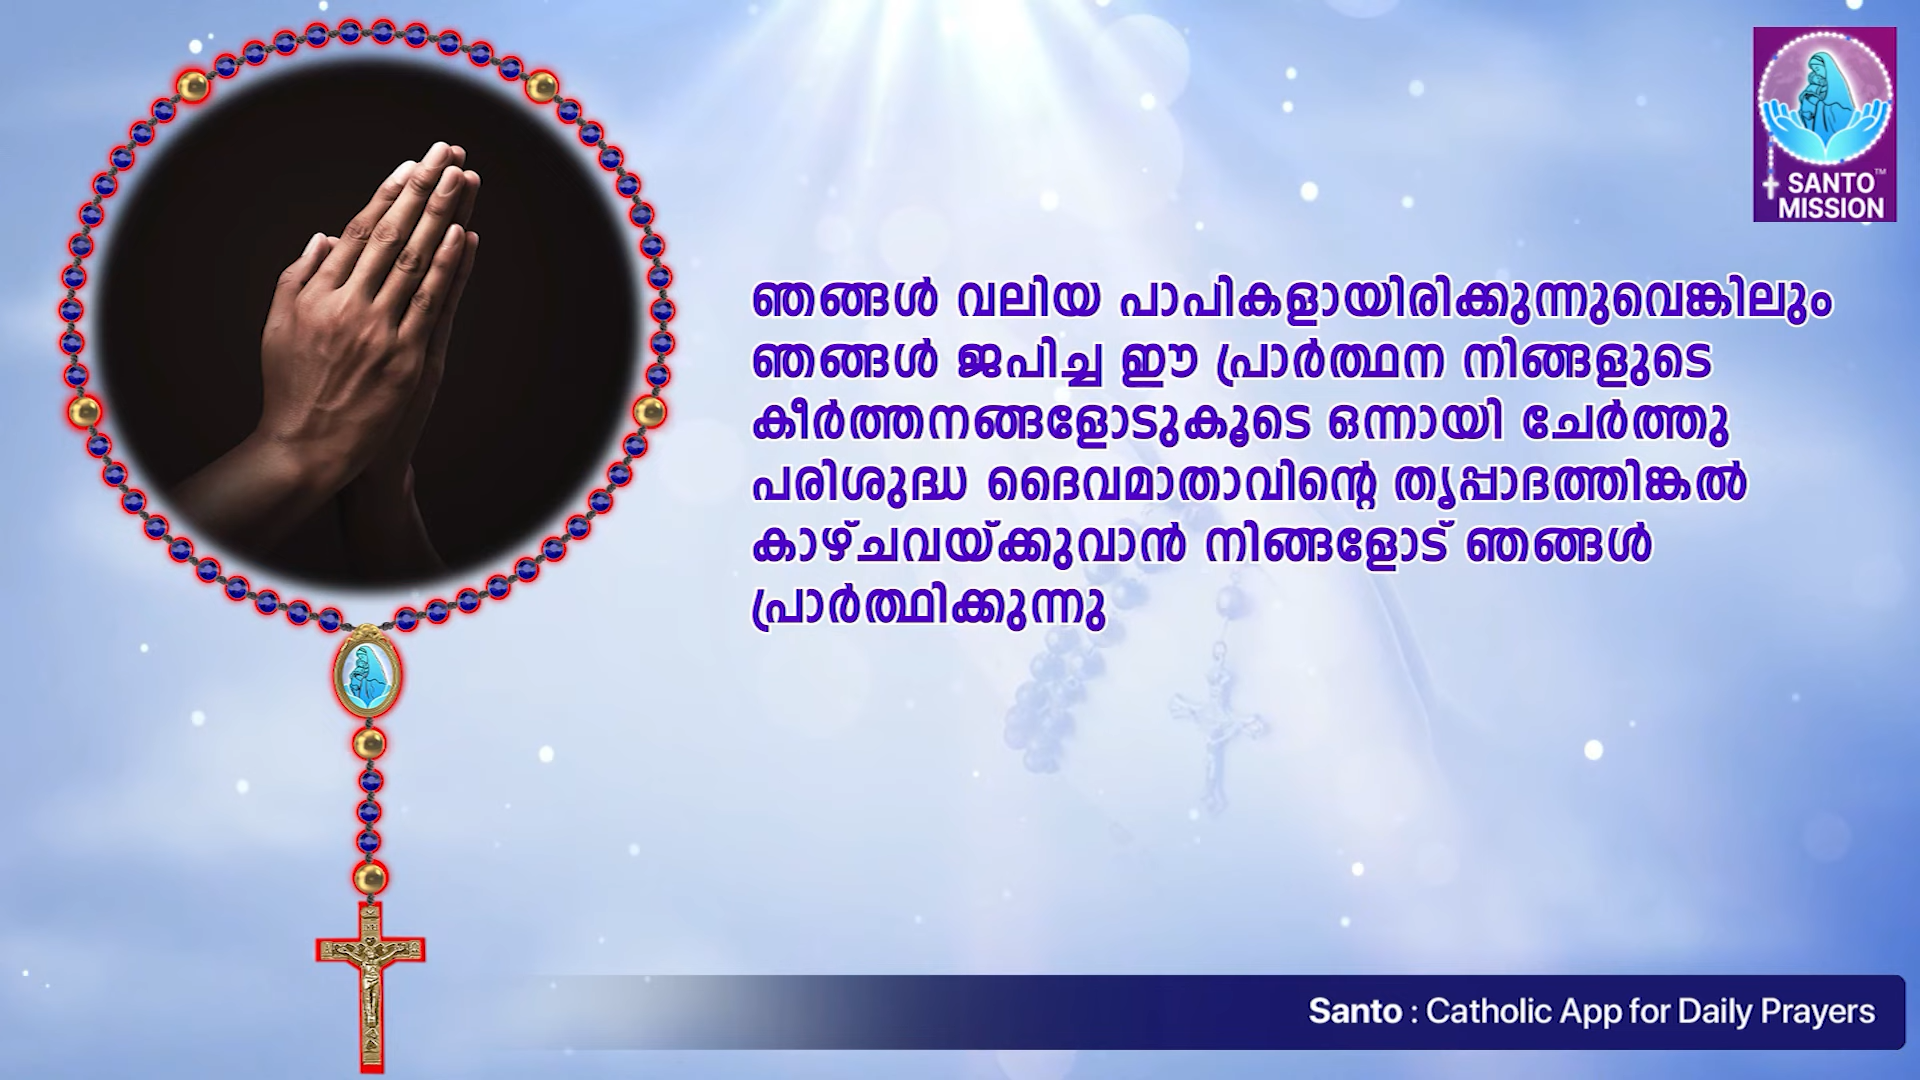 SANTO™
MISSION
ഞങ്ങൾ വലിയ പാപികളായിരിക്കുന്നുവെങ്കിലും
ഞങ്ങൾ ജപിച്ച ഈ പ്രാർത്ഥന നിങ്ങളുടെ
കീർത്തനങ്ങളോടുകൂടെ ഒന്നായി ചേർത്തു
പരിശുദ്ധ ദൈവമാതാവിന്റെ തൃപ്പാദത്തിങ്കൽ
കാഴ്ചവയ്ക്കുവാൻ നിങ്ങളോട് ഞങ്ങൾ
പ്രാർത്ഥിക്കുന്നു
Santo : Catholic App for Daily Prayers